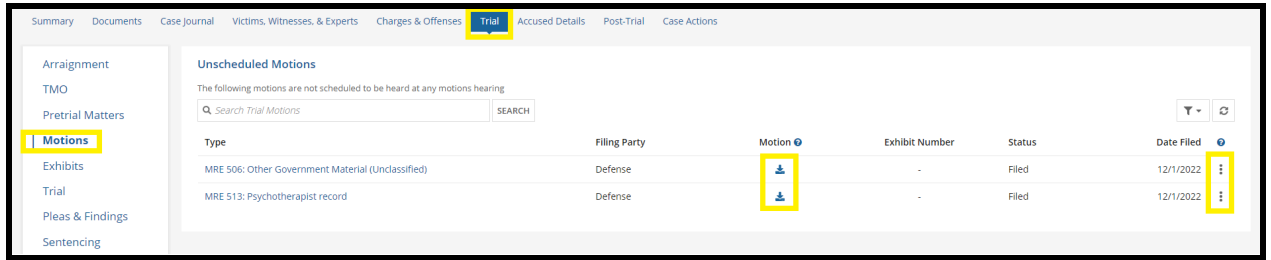 Summary Documents Case Journal Victims, Witnesses, & Experts Charges & Offenses Trial Accused Details Post-Trial Case Actions
Arraignment
TMO
Pretrial Matters
Motions
Exhibits
Trial
Pleas & Findings
Sentencing
Unscheduled Motions
The following motions are not scheduled to be heard at any motions hearing
Search Trial Motions SEARCH
Type Filing Party Motion Exhibit Number Status Date Filed
MRE 506: Other Government Material (Unclassified) Defense - Filed 12/1/2022
MRE 513: Psychotherapist record Defense - Filed 12/1/2022